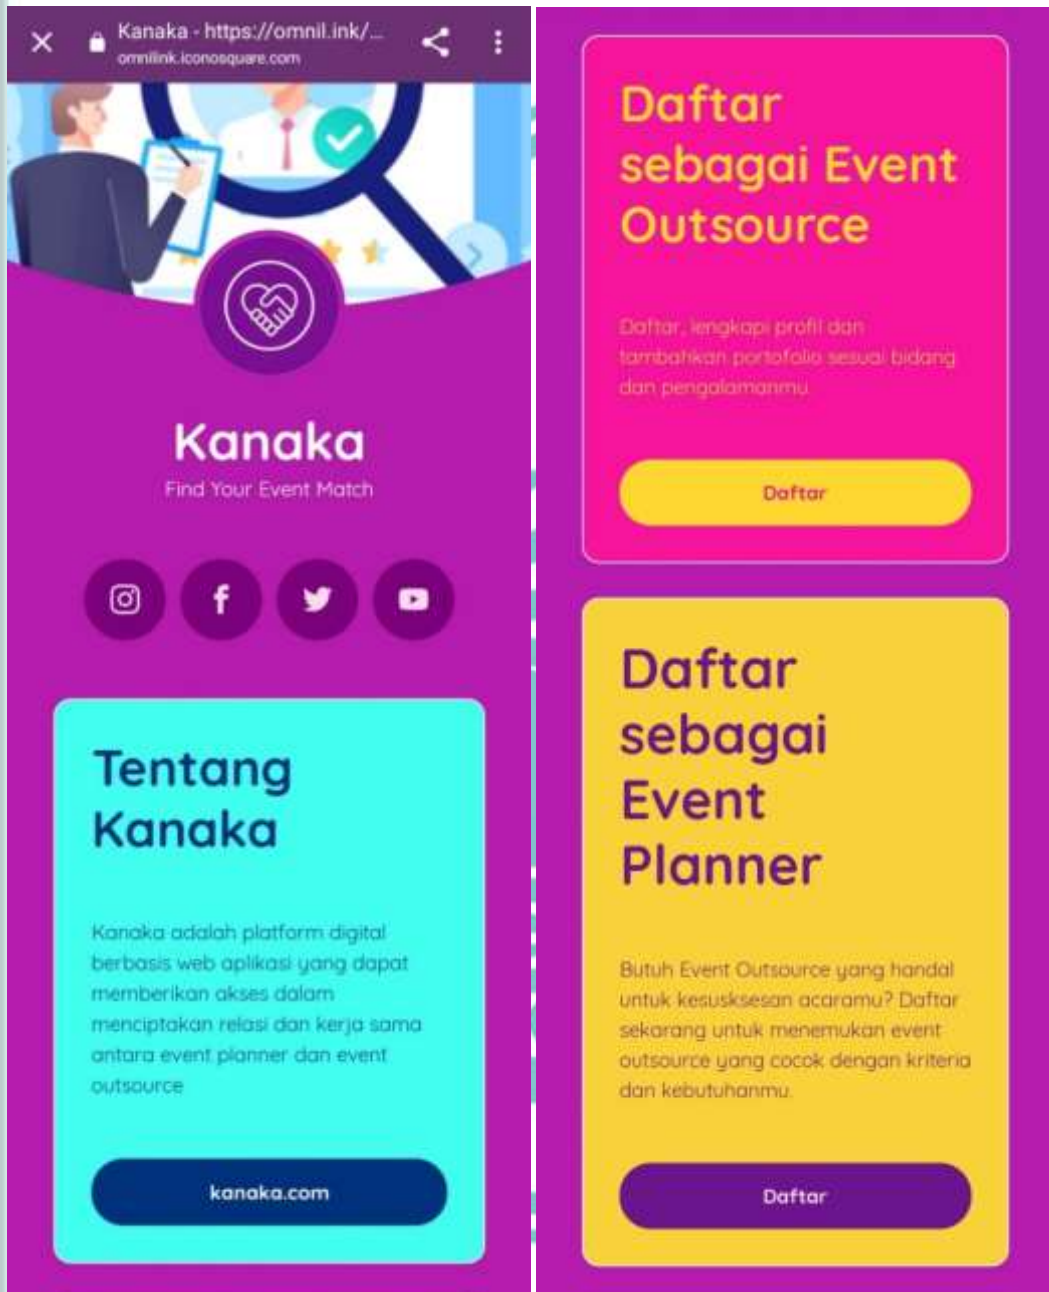 Kanaka - https://omnil.ink/...
omnilink.iconosquare.com
Kanaka
Find Your Event Match
Tentang
Kanaka
Kanaka adalah platform digital
berbasis web aplikasi yang dapat
memberikan akses dalam
menciptakan relasi dan kerja sama
antara event planner dan event
outsource
kanaka.com
Daftar
sebagai Event
Outsource
Daftar, lengkapi profil dan
tambahkan portofolio sesuai bidang
dan pengalamanmu.
Daftar
Daftar
sebagai
Event
Planner
Butuh Event Outsource yang handal
untuk kesusksesan acaramu? Daftar
sekarang untuk menemukan event
outsource yang cocok dengan kriteria
dan kebutuhanmu.
Daftar